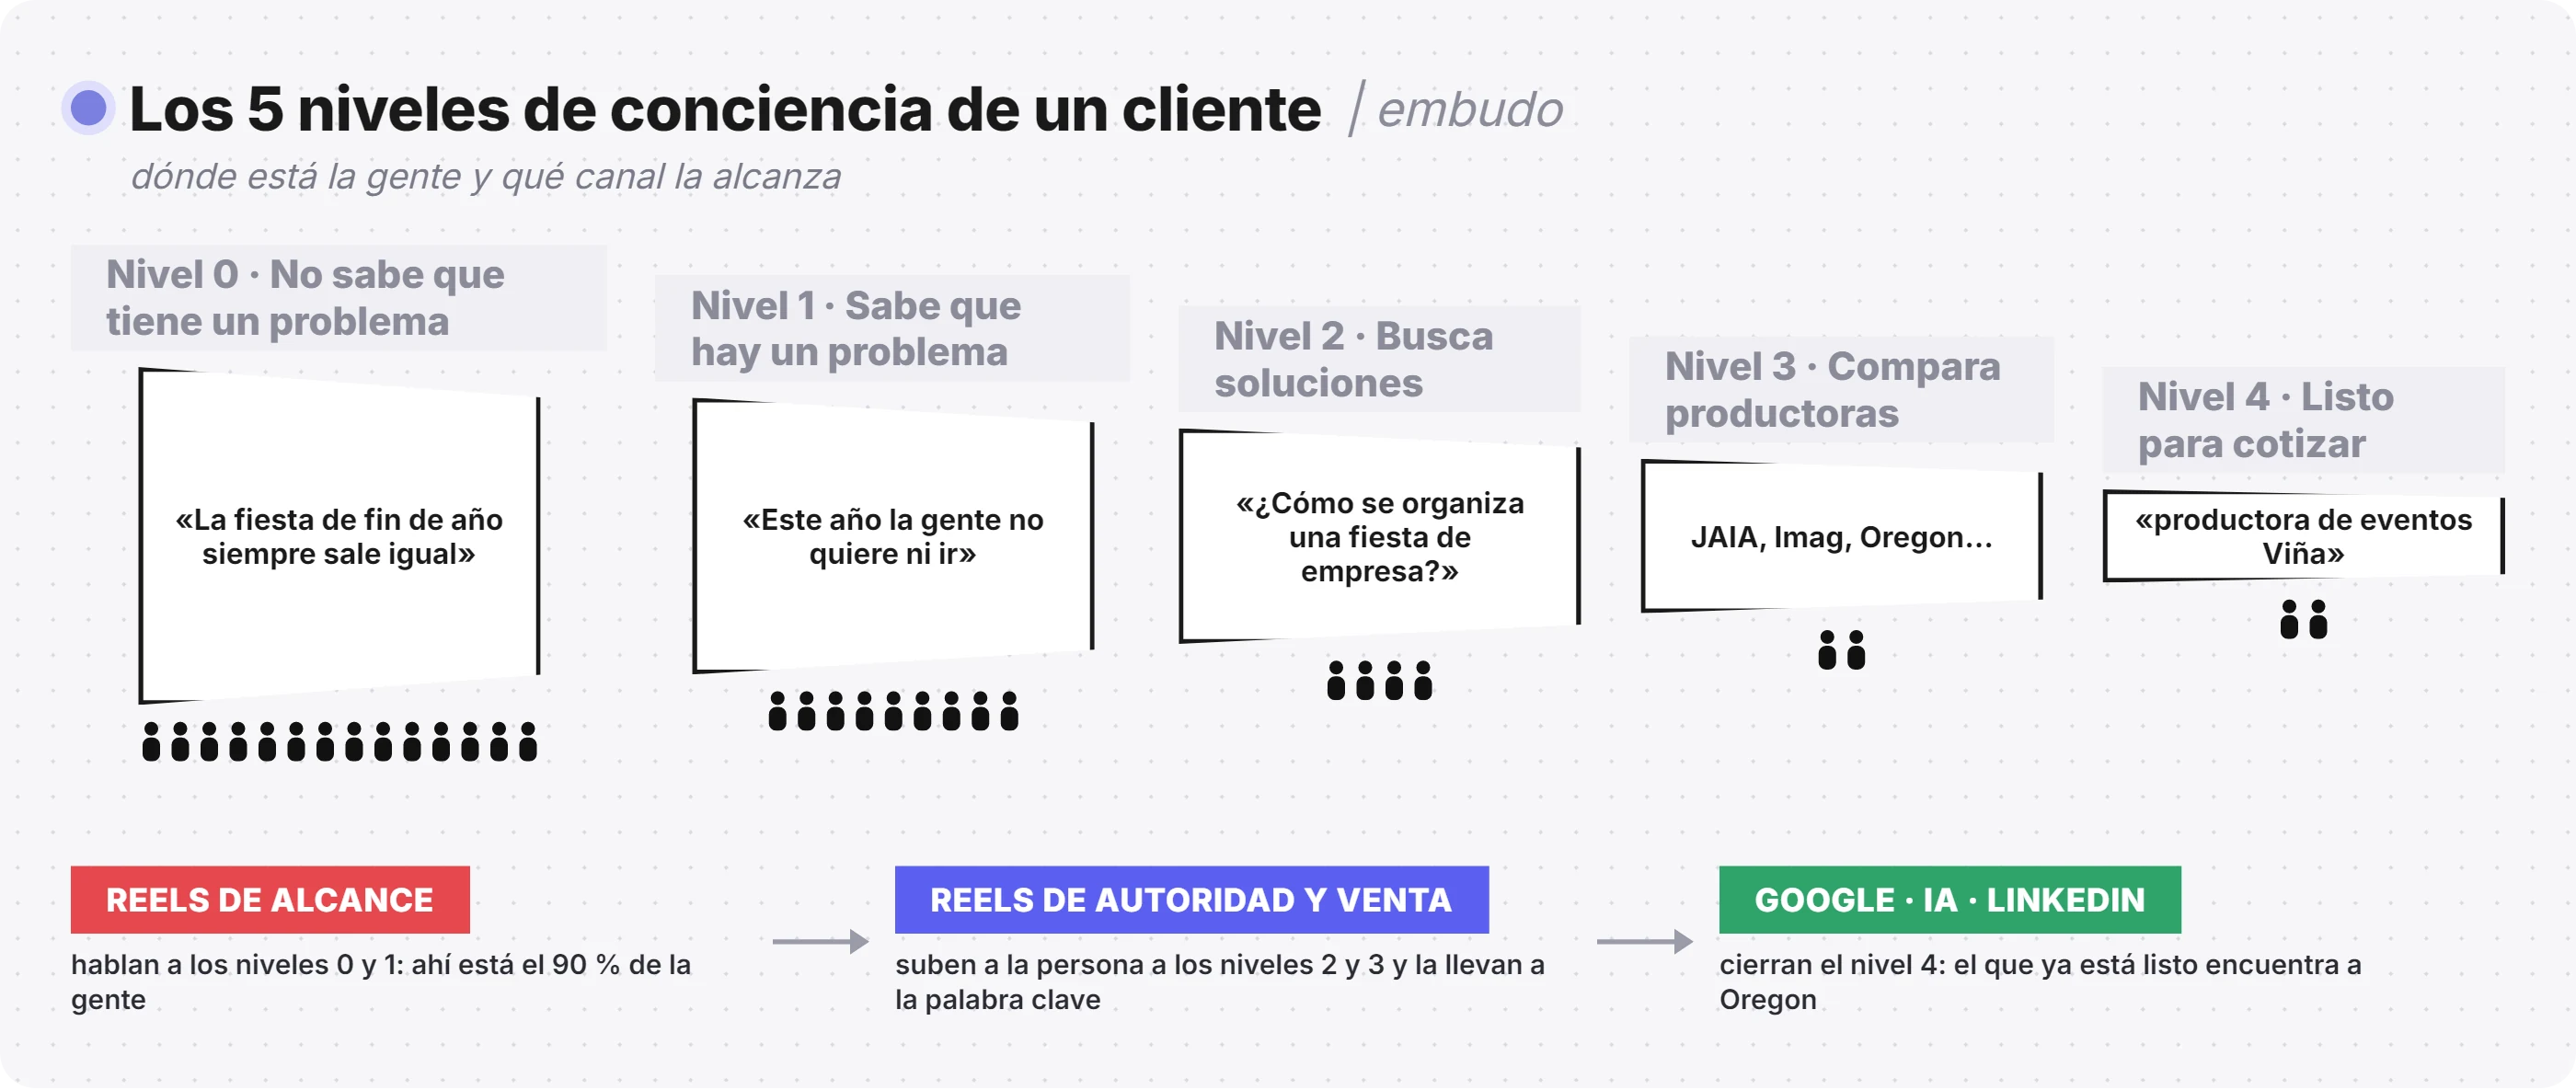 Los 5 niveles de conciencia de un cliente | embudo
dónde está la gente y qué canal la alcanza
Nivel 0 · No sabe que
tiene un problema
«La fiesta de fin de año
siempre sale igual»
Nivel 1 · Sabe que
hay un problema
«Este año la gente no
quiere ni ir»
Nivel 2 · Busca
soluciones
«¿Cómo se organiza
una fiesta de
empresa?»
Nivel 3 · Compara
productoras
JAIA, Imag, Oregon...
Nivel 4 · Listo
para cotizar
«productora de eventos
Viña»
REELS DE ALCANCE
hablan a los niveles 0 y 1: ahí está el 90 % de la
gente
REELS DE AUTORIDAD Y VENTA
suben a la persona a los niveles 2 y 3 y la llevan a
la palabra clave
GOOGLE · IA · LINKEDIN
cierran el nivel 4: el que ya está listo encuentra a
Oregon